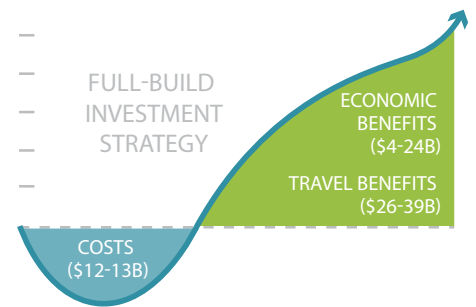 FULL-BUILD
INVESTMENT
STRATEGY
ECONOMIC
BENEFITS
($4-24B)
TRAVEL BENEFITS
($26-39B)
COSTS
($12-13B)